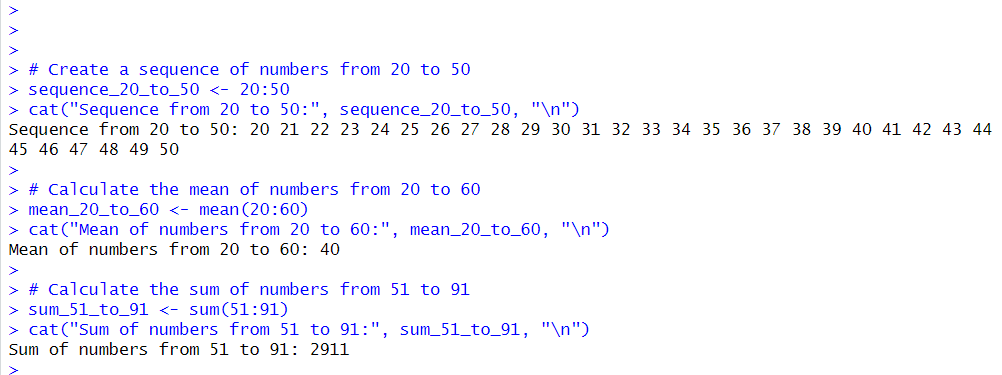 >
>
>
> # Create a sequence of numbers from 20 to 50
> sequence_20_to_50 <- 20:50
> cat("Sequence from 20 to 50:", sequence_20_to_50, "\n")
Sequence from 20 to 50: 20 21 22 23 24 25 26 27 28 29 30 31 32 33 34 35 36 37 38 39 40 41 42 43 44
45 46 47 48 49 50
>
> # Calculate the mean of numbers from 20 to 60
> mean_20_to_60 <- mean(20:60)
> cat("Mean of numbers from 20 to 60:", mean_20_to_60, "\n")
Mean of numbers from 20 to 60: 40
>
> # Calculate the sum of numbers from 51 to 91
> sum_51_to_91 <- sum(51:91)
> cat("Sum of numbers from 51 to 91:", sum_51_to_91, "\n")
Sum of numbers from 51 to 91: 2911
>